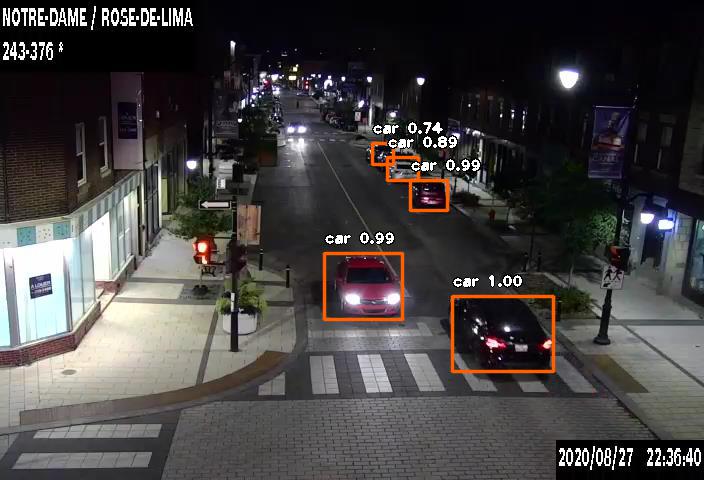 NOTRE-DAME / ROSE-DE-LIMA
243-376 *
car 0.74
car 0.89
car 0.99
car 0.99
car 1.00
A LOUER
2020/08/27 22:36:40